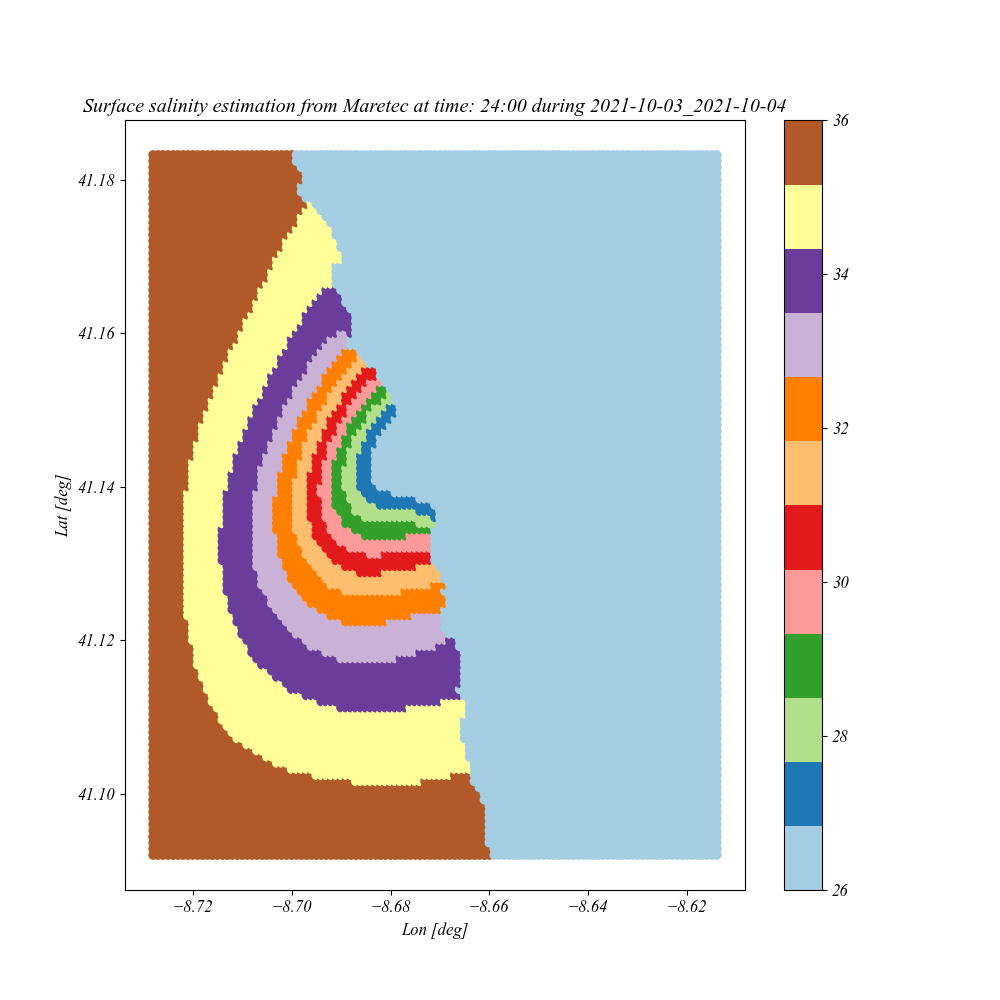 Surface salinity estimation from Maretec at time: 24:00 during 2021-10-03_2021-10-04
36
41.18
34
41.16
32
Lat [deg]
41.14
30
41.12
28
41.10
26
−8.72 −8.70 −8.68 −8.66 −8.64 −8.62
Lon [deg]